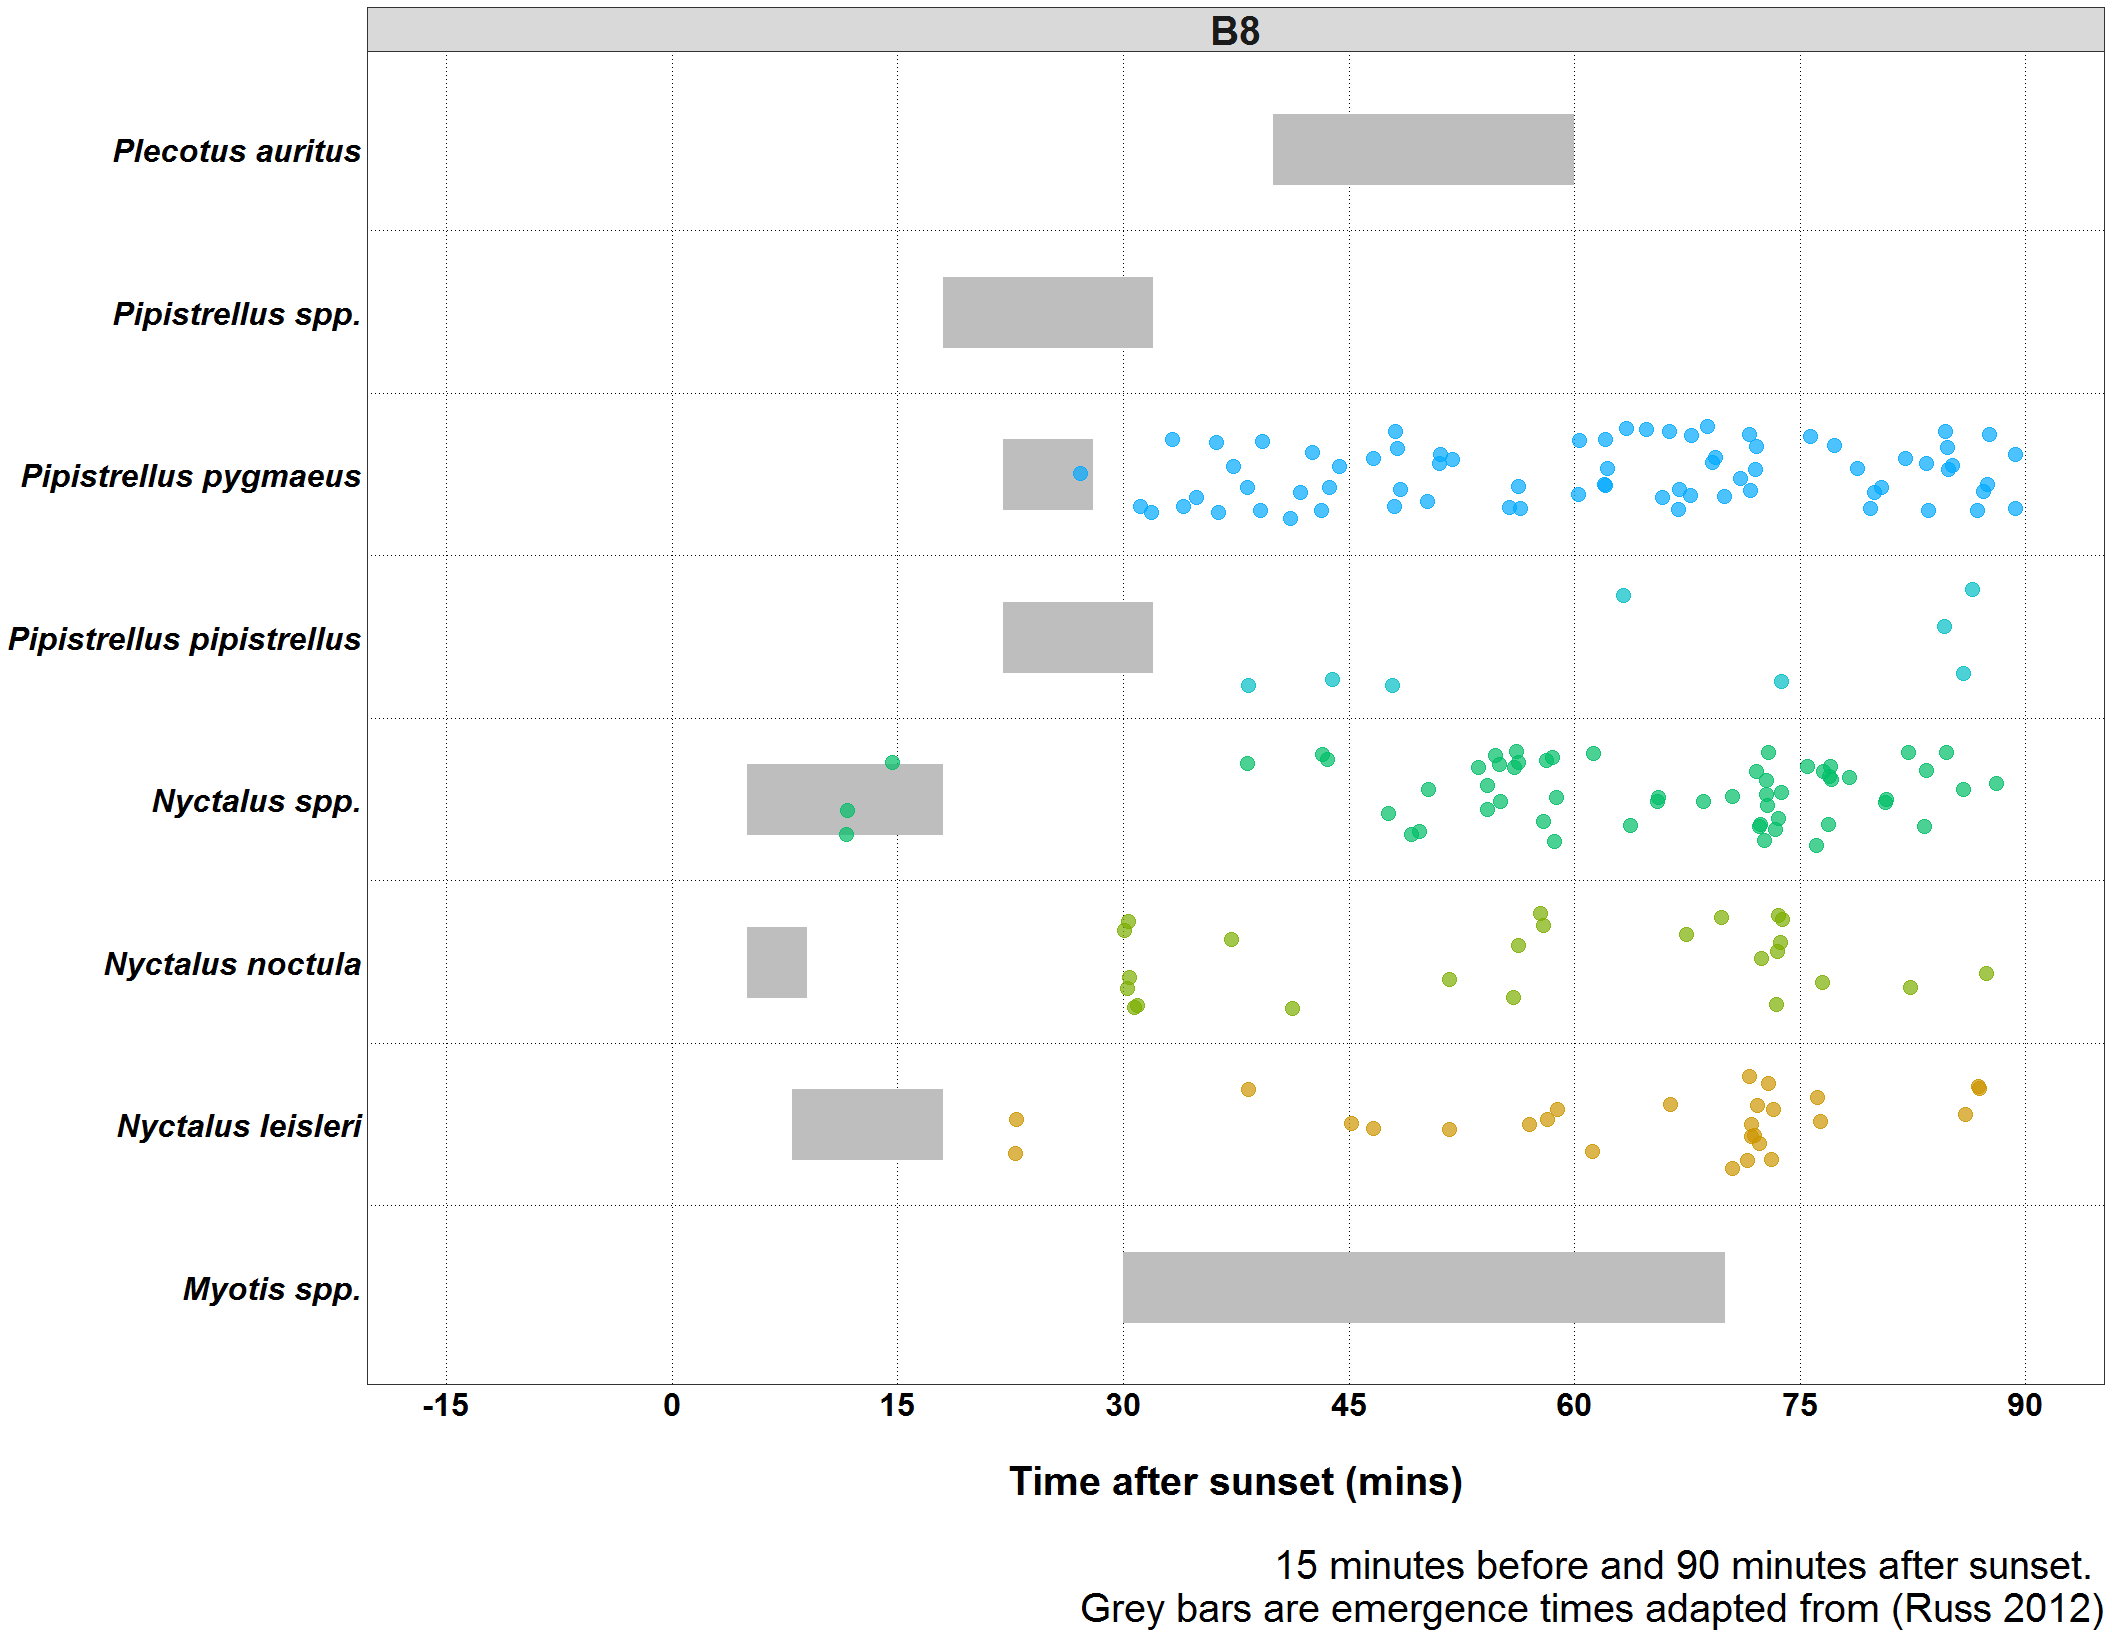 B8
Plecotus auritus
Pipistrellus spp.
Pipistrellus pygmaeus
Pipistrellus pipistrellus
Nyctalus spp.
Nyctalus noctula
Nyctalus leisleri
Myotis spp.
-15 0 15 30 45 60 75 90
Time after sunset (mins)
15 minutes before and 90 minutes after sunset.
Grey bars are emergence times adapted from (Russ 2012)